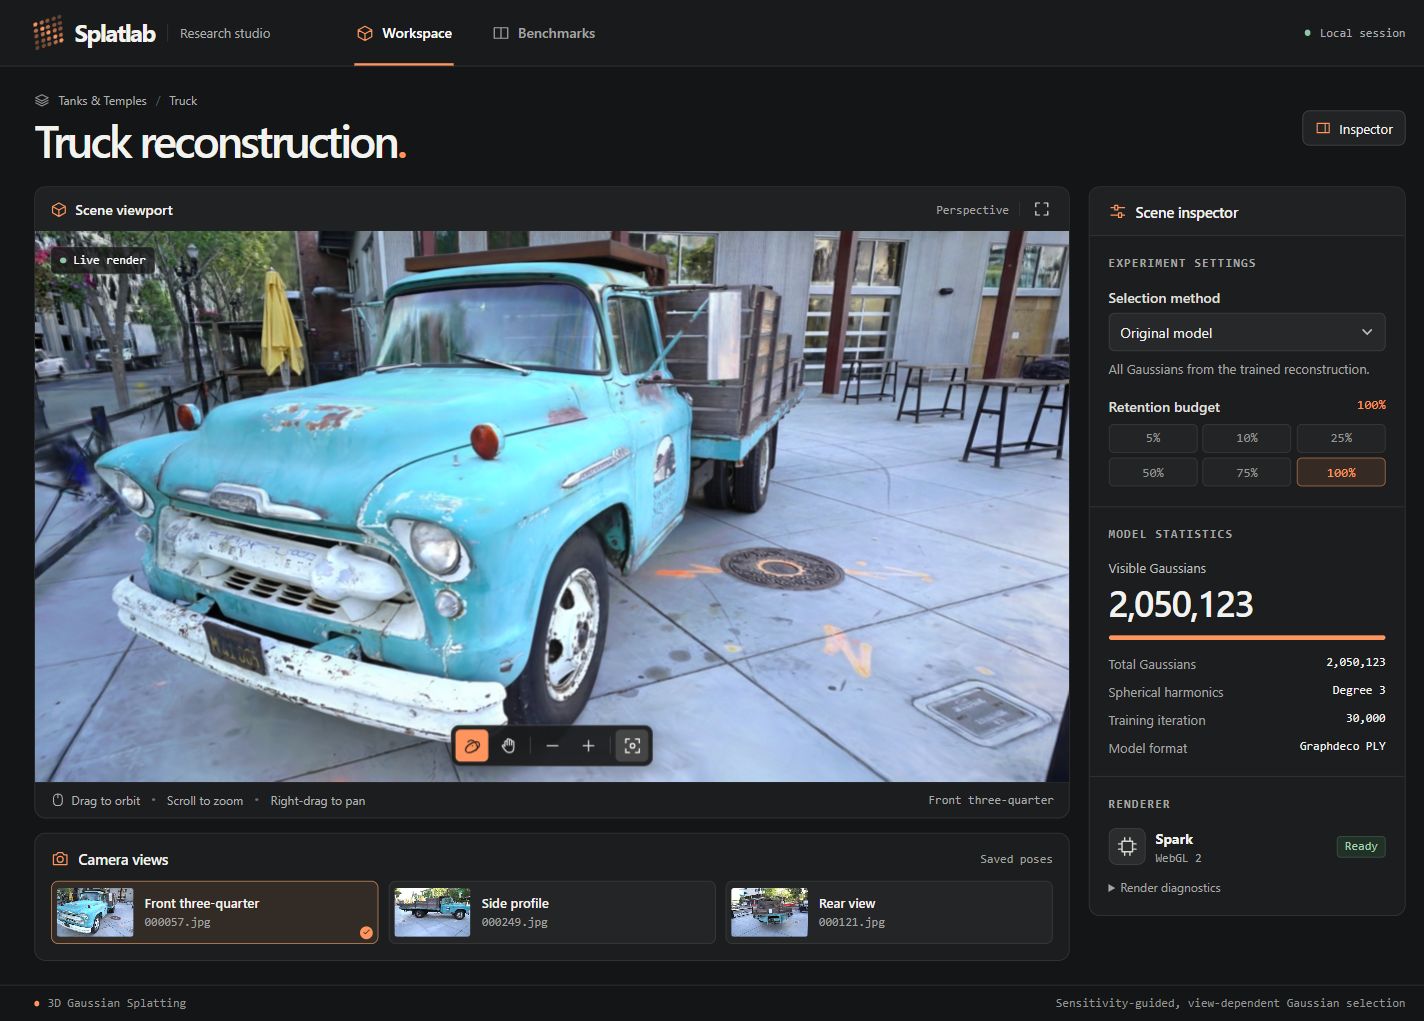 Splatlab
Research studio
Workspace
Benchmarks
Local session
Tanks & Temples / Truck
Truck reconstruction.
Inspector
Scene viewport
Perspective
Live render
Drag to orbit • Scroll to zoom • Right-drag to pan
Front three-quarter
Camera views
Saved poses
Front three-quarter
000057.jpg
Side profile
000249.jpg
Rear view
000121.jpg
Scene inspector
EXPERIMENT SETTINGS
Selection method
Original model
All Gaussians from the trained reconstruction.
Retention budget 100%
5% 10% 25%
50% 75% 100%
MODEL STATISTICS
Visible Gaussians
2,050,123
Total Gaussians 2,050,123
Spherical harmonics Degree 3
Training iteration 30,000
Model format Graphdeco PLY
RENDERER
Spark
WebGL 2
Ready
Render diagnostics
3D Gaussian Splatting
Sensitivity-guided, view-dependent Gaussian selection